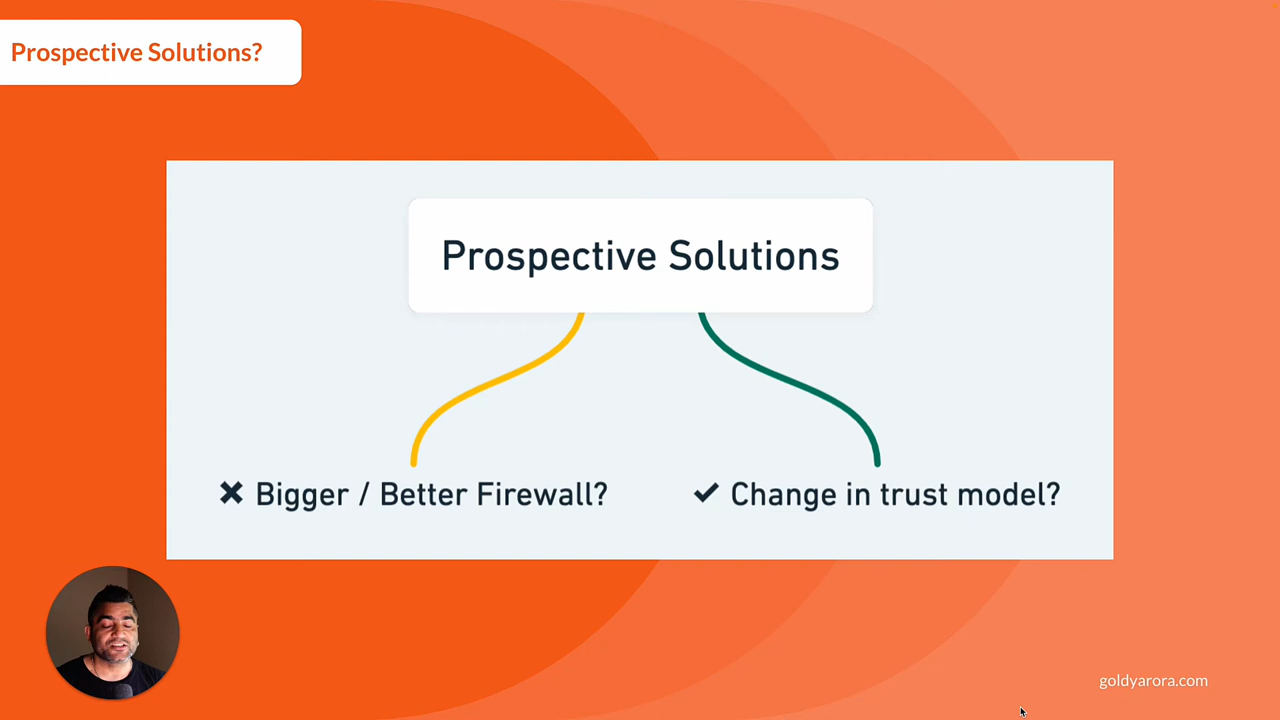 Prospective Solutions?
Prospective Solutions
✖ Bigger / Better Firewall?
✔ Change in trust model?
goldyarora.com